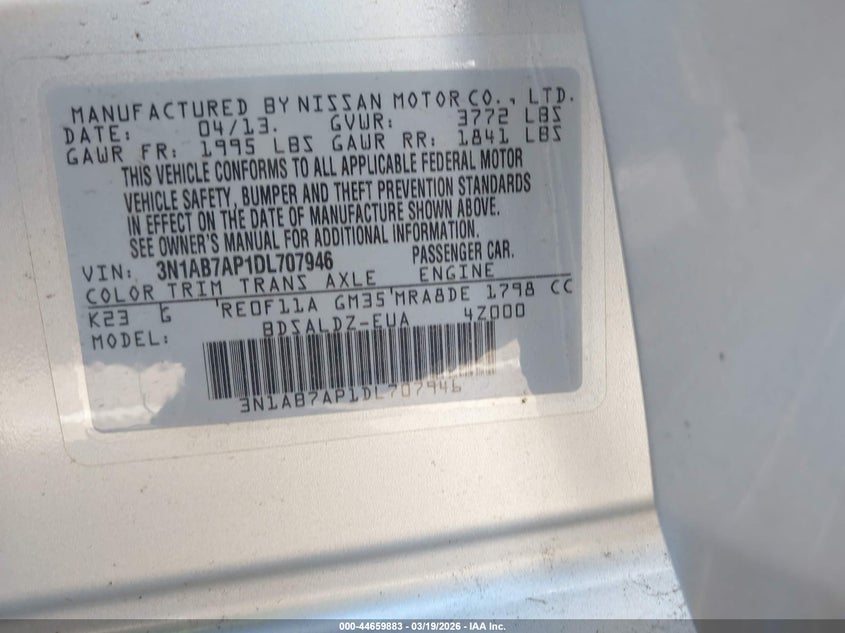 MANUFACTURED BY NISSAN MOTOR CO., LTD.
DATE: 04/13. GVWR: 3772 LBS
GAWR FR: 1995 LBS GAWR RR: 1841 LBS
THIS VEHICLE CONFORMS TO ALL APPLICABLE FEDERAL MOTOR
VEHICLE SAFETY, BUMPER AND THEFT PREVENTION STANDARDS
IN EFFECT ON THE DATE OF MANUFACTURE SHOWN ABOVE.
SEE OWNER'S MANUAL FOR ADDITIONAL INFORMATION.
VIN: 3N1AB7AP1DL707946 PASSENGER CAR.
COLOR TRIM TRANS AXLE ENGINE
K23 G RE0F11A GM35 MRA8DE 1798 CC
MODEL: BDSALDZ-EUA 4Z000
3N1AB7AP1DL707946
000-44659883 - 03/19/2026 - IAA Inc.